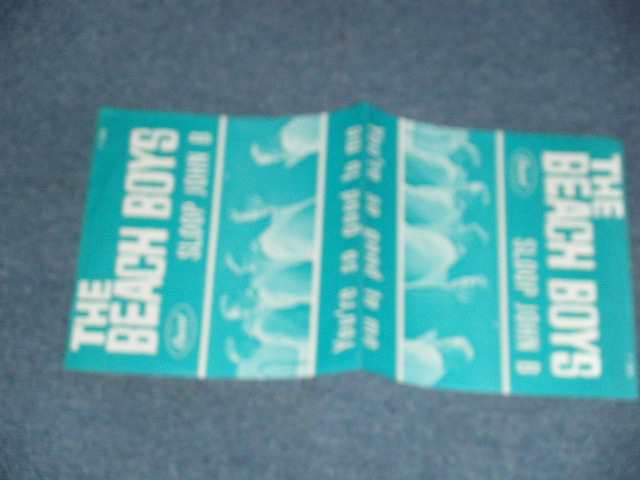 THE
BEACH BOYS
SLOOP JOHN B
You're so good to me
You're so good to me
THE
BEACH BOYS
SLOOP JOHN B